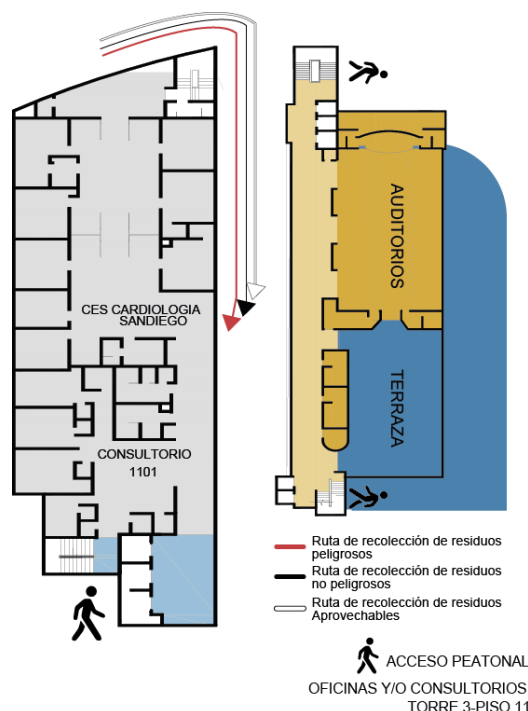 CES CARDIOLOGIA
SANDIEGO
CONSULTORIO
1101
AUDITORIOS
TERRAZA
Ruta de recolección de residuos
peligrosos
Ruta de recolección de residuos
no peligrosos
Ruta de recolección de residuos
Aprovechables
ACCESO PEATONAL
OFICINAS Y/O CONSULTORIOS
TORRE 3-PISO 11